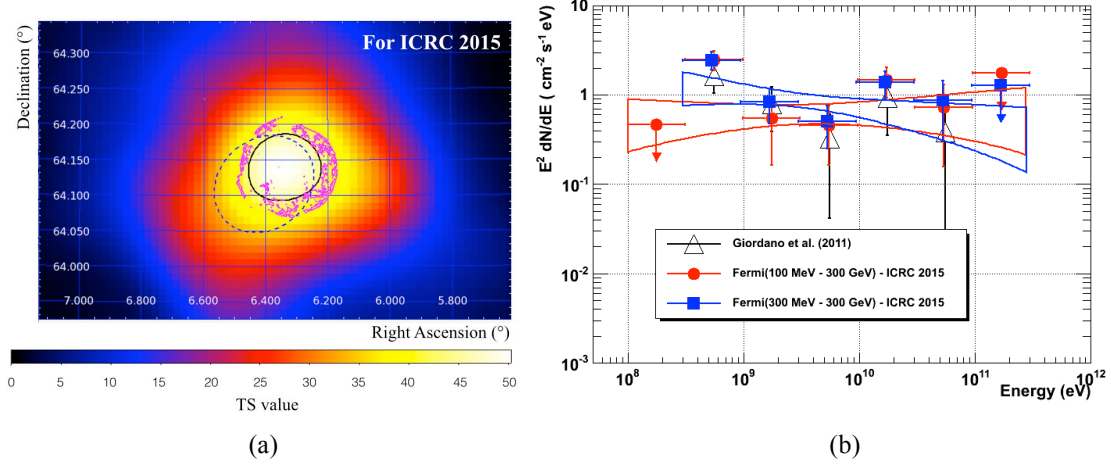 Declination (°)
For ICRC 2015
64.300
64.250
64.200
64.150
64.100
64.050
64.000
7.000 6.800 6.600 6.400 6.200 6.000 5.800
Right Ascension (°)
0 5 10 15 20 25 30 35 40 45 50
TS value
(a)
E² dN/dE (cm⁻² s⁻¹ eV)
10
1
10⁻¹
10⁻²
10⁻³
Giordano et al. (2011)
Fermi(100 MeV - 300 GeV) - ICRC 2015
Fermi(300 MeV - 300 GeV) - ICRC 2015
10⁸ 10⁹ 10¹⁰ 10¹¹ 10¹²
Energy (eV)
(b)